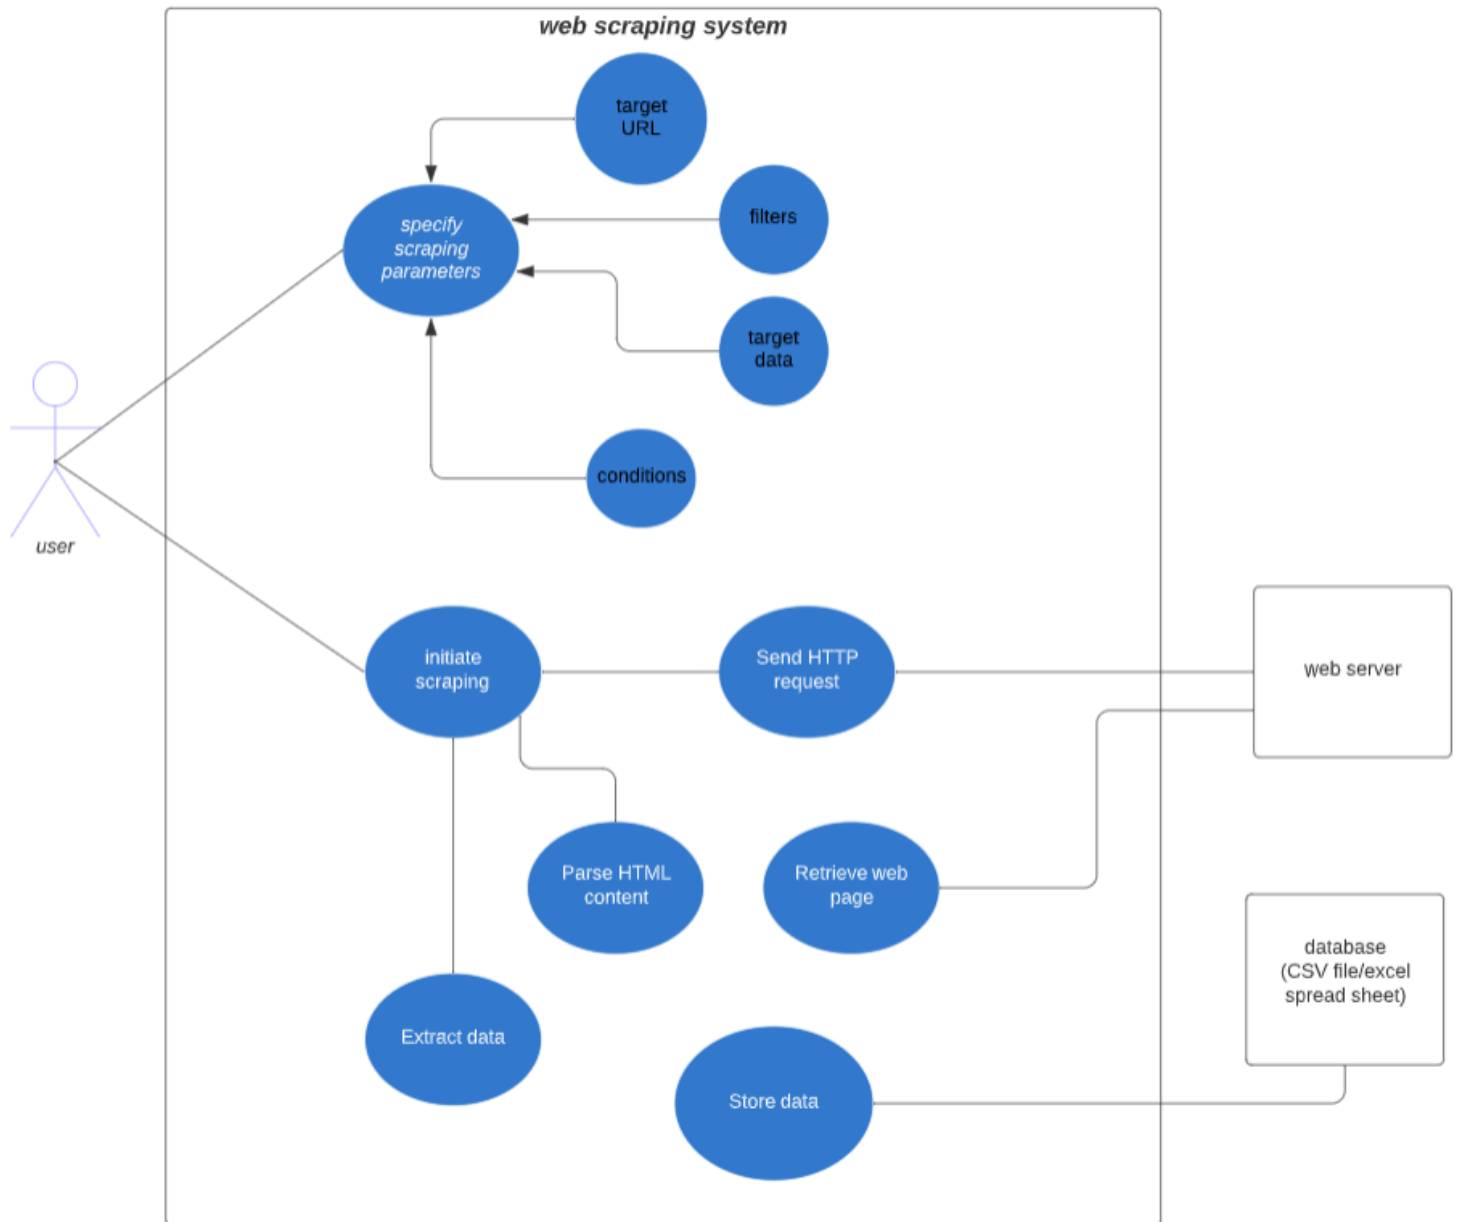 web scraping system
target
URL
specify
scraping
parameters
filters
target
data
conditions
user
initiate
scraping
Send HTTP
request
web server
Parse HTML
content
Retrieve web
page
database
(CSV file/excel
spread sheet)
Extract data
Store data